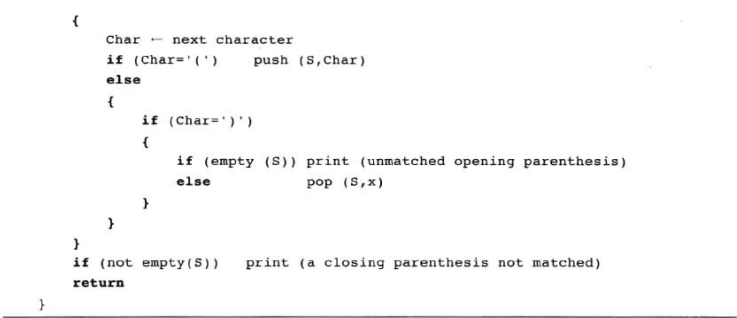 {
Char ← next character
if (Char='(') push (S,Char)
else
{
if (Char=')')
{
if (empty (S)) print (unmatched opening parenthesis)
else pop (S,x)
}
}
}
if (not empty(S)) print (a closing parenthesis not matched)
return
}